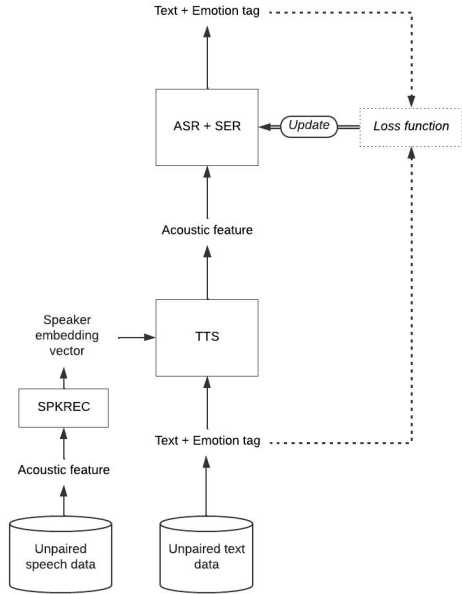 Text + Emotion tag
ASR + SER
Update
Loss function
Acoustic feature
Speaker
embedding
vector
TTS
SPKREC
Text + Emotion tag
Acoustic feature
Unpaired
speech data
Unpaired text
data